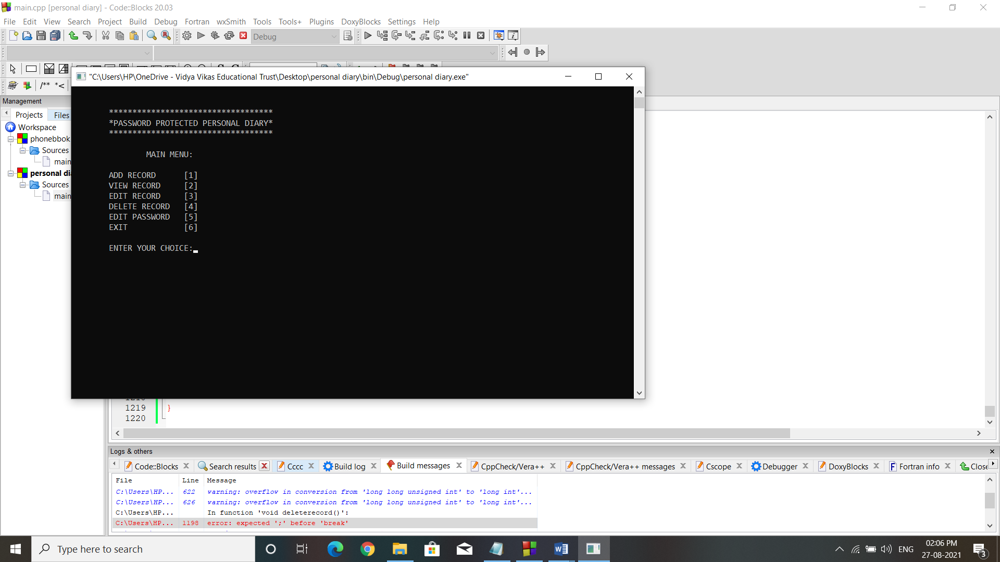 main.cpp [personal diary] - Code::Blocks 20.03
File Edit View Search Project Build Debug Fortran wxSmith Tools Tools+ Plugins DoxyBlocks Settings Help
Debug
/** *<
"C:\Users\HP\OneDrive - Vidya Vikas Educational Trust\Desktop\personal diary\bin\Debug\personal diary.exe"
Management
Projects Files
Workspace
phonebbok
Sources
main
personal dia
Sources
main
***********************************
*PASSWORD PROTECTED PERSONAL DIARY*
***********************************
MAIN MENU:
ADD RECORD [1]
VIEW RECORD [2]
EDIT RECORD [3]
DELETE RECORD [4]
EDIT PASSWORD [5]
EXIT [6]
ENTER YOUR CHOICE:
1219 }
1220
Logs & others
Code::Blocks Search results Cccc Build log Build messages CppCheck/Vera++ CppCheck/Vera++ messages Cscope Debugger DoxyBlocks Fortran info Close
File Line Message
C:\Users\HP... 622 warning: overflow in conversion from 'long long unsigned int' to 'long int'...
C:\Users\HP... 626 warning: overflow in conversion from 'long long unsigned int' to 'long int'...
C:\Users\HP... In function 'void deleterecord()':
C:\Users\HP... 1198 error: expected ';' before 'break'
Type here to search
ENG
02:06 PM
27-08-2021
3